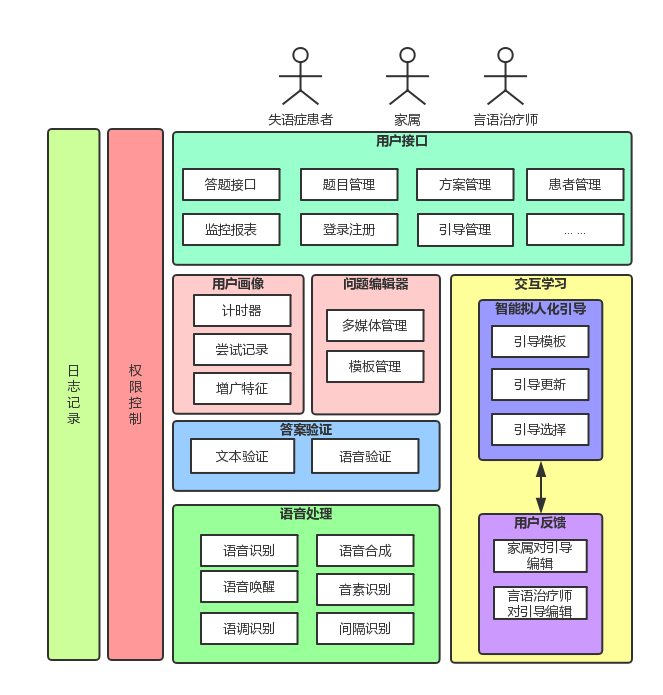 失语症患者
家属
言语治疗师
日
志
记
录
权
限
控
制
用户接口
答题接口
题目管理
方案管理
患者管理
监控报表
登录注册
引导管理
... ...
用户画像
计时器
尝试记录
增广特征
问题编辑器
多媒体管理
模板管理
答案验证
文本验证
语音验证
语音处理
语音识别
语音合成
语音唤醒
音素识别
语调识别
间隔识别
交互学习
智能拟人化引导
引导模板
引导更新
引导选择
用户反馈
家属对引导
编辑
言语治疗师
对引导编辑